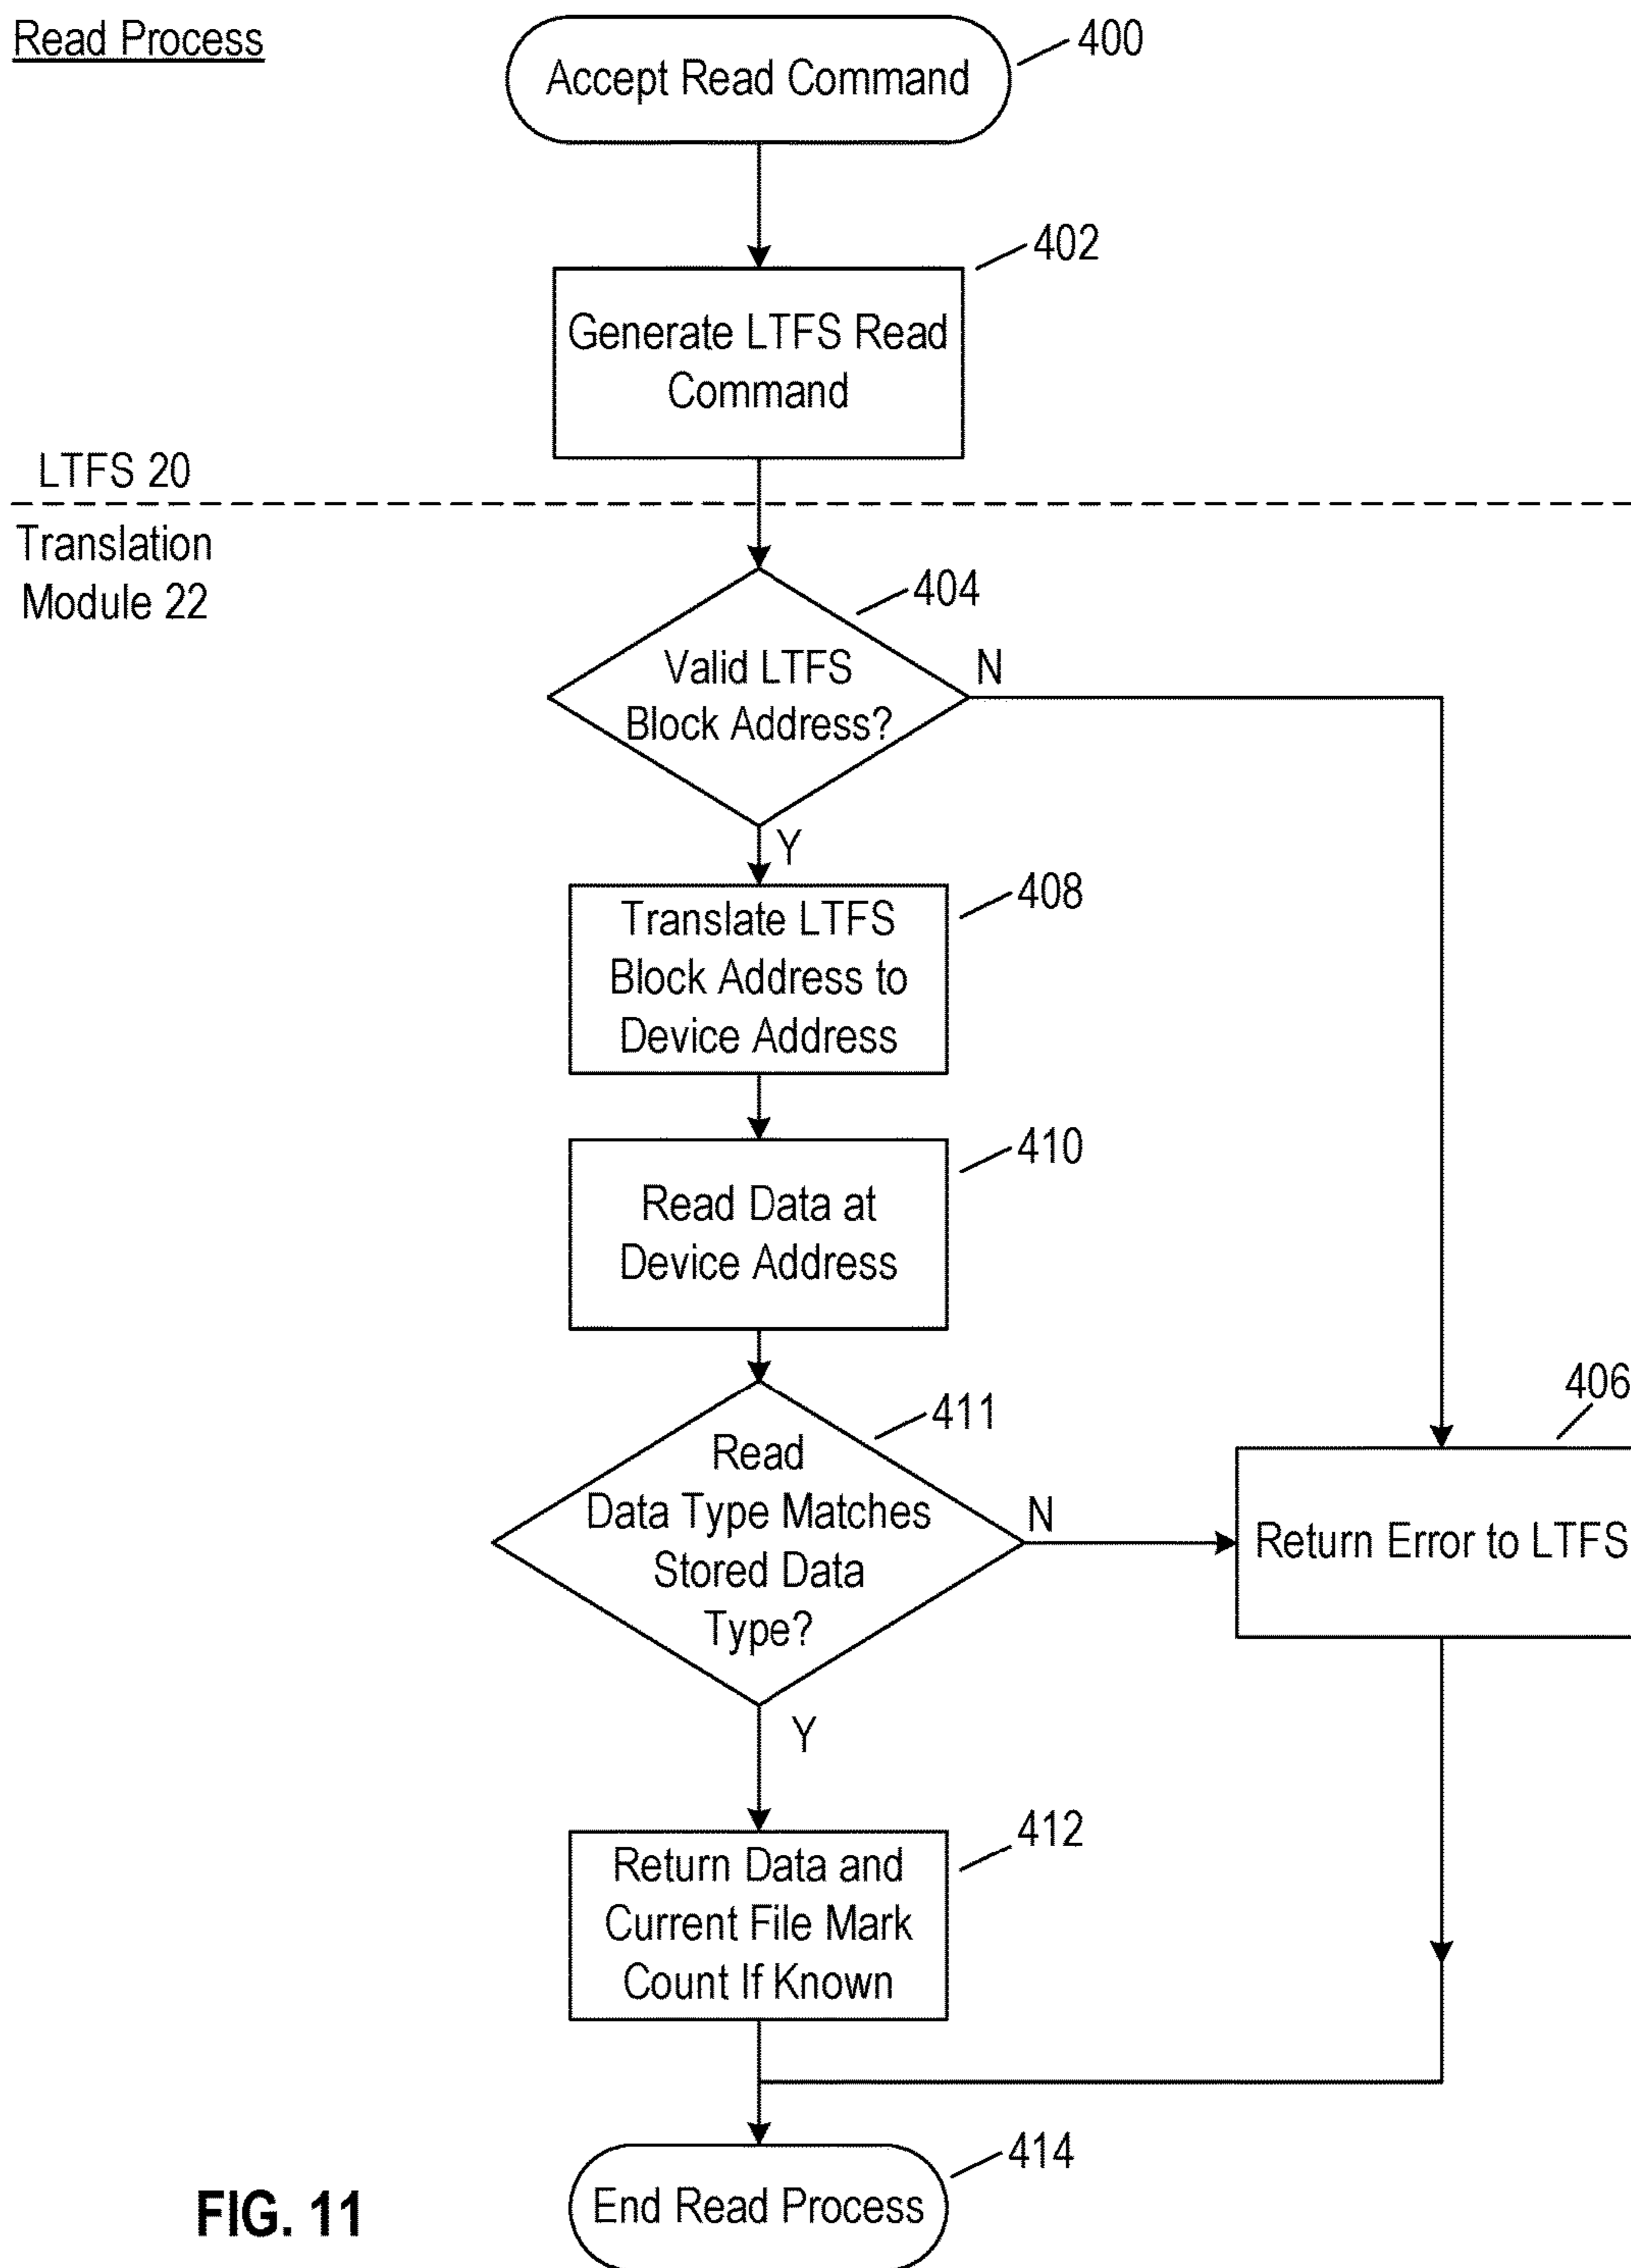 Read Process
Accept Read Command
400
402
Generate LTFS Read
Command
LTFS 20
Translation
Module 22
404
Valid LTFS
Block Address?
N
Y
408
Translate LTFS
Block Address to
Device Address
410
Read Data at
Device Address
411
Read
Data Type Matches
Stored Data
Type?
N
406
Return Error to LTFS
Y
412
Return Data and
Current File Mark
Count If Known
414
End Read Process
FIG. 11